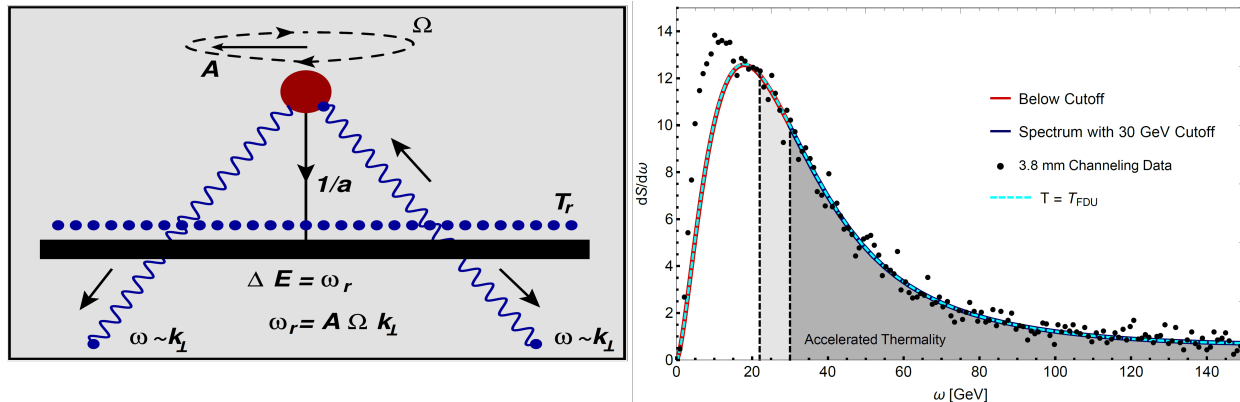 Ω
A
1/a
T_r
Δ E = ω_r
ω_r = A Ω k_⊥
ω ~ k_⊥
ω ~ k_⊥
dS/dω
14
12
10
8
6
4
2
0
Below Cutoff
Spectrum with 30 GeV Cutoff
3.8 mm Channeling Data
T = T_FDU
Accelerated Thermality
0 20 40 60 80 100 120 140
ω [GeV]